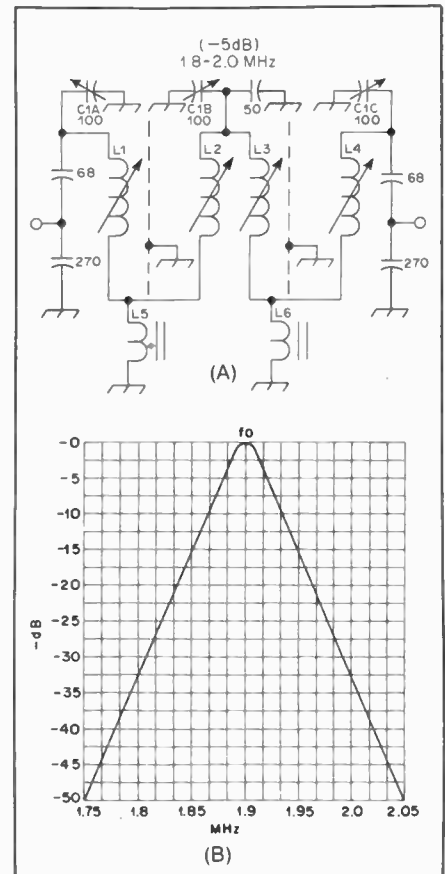 (-5dB)
1.8-2.0 MHz
C1A
100
C1B
100
50
C1C
100
L1
L2
L3
L4
68
68
270
270
L5
L6
(A)
fo
-0
-5
-10
-15
-20
-25
-30
-35
-40
-45
-50
-dB
1.75
1.8
1.85
1.9
1.95
2.0
2.05
MHz
(B)